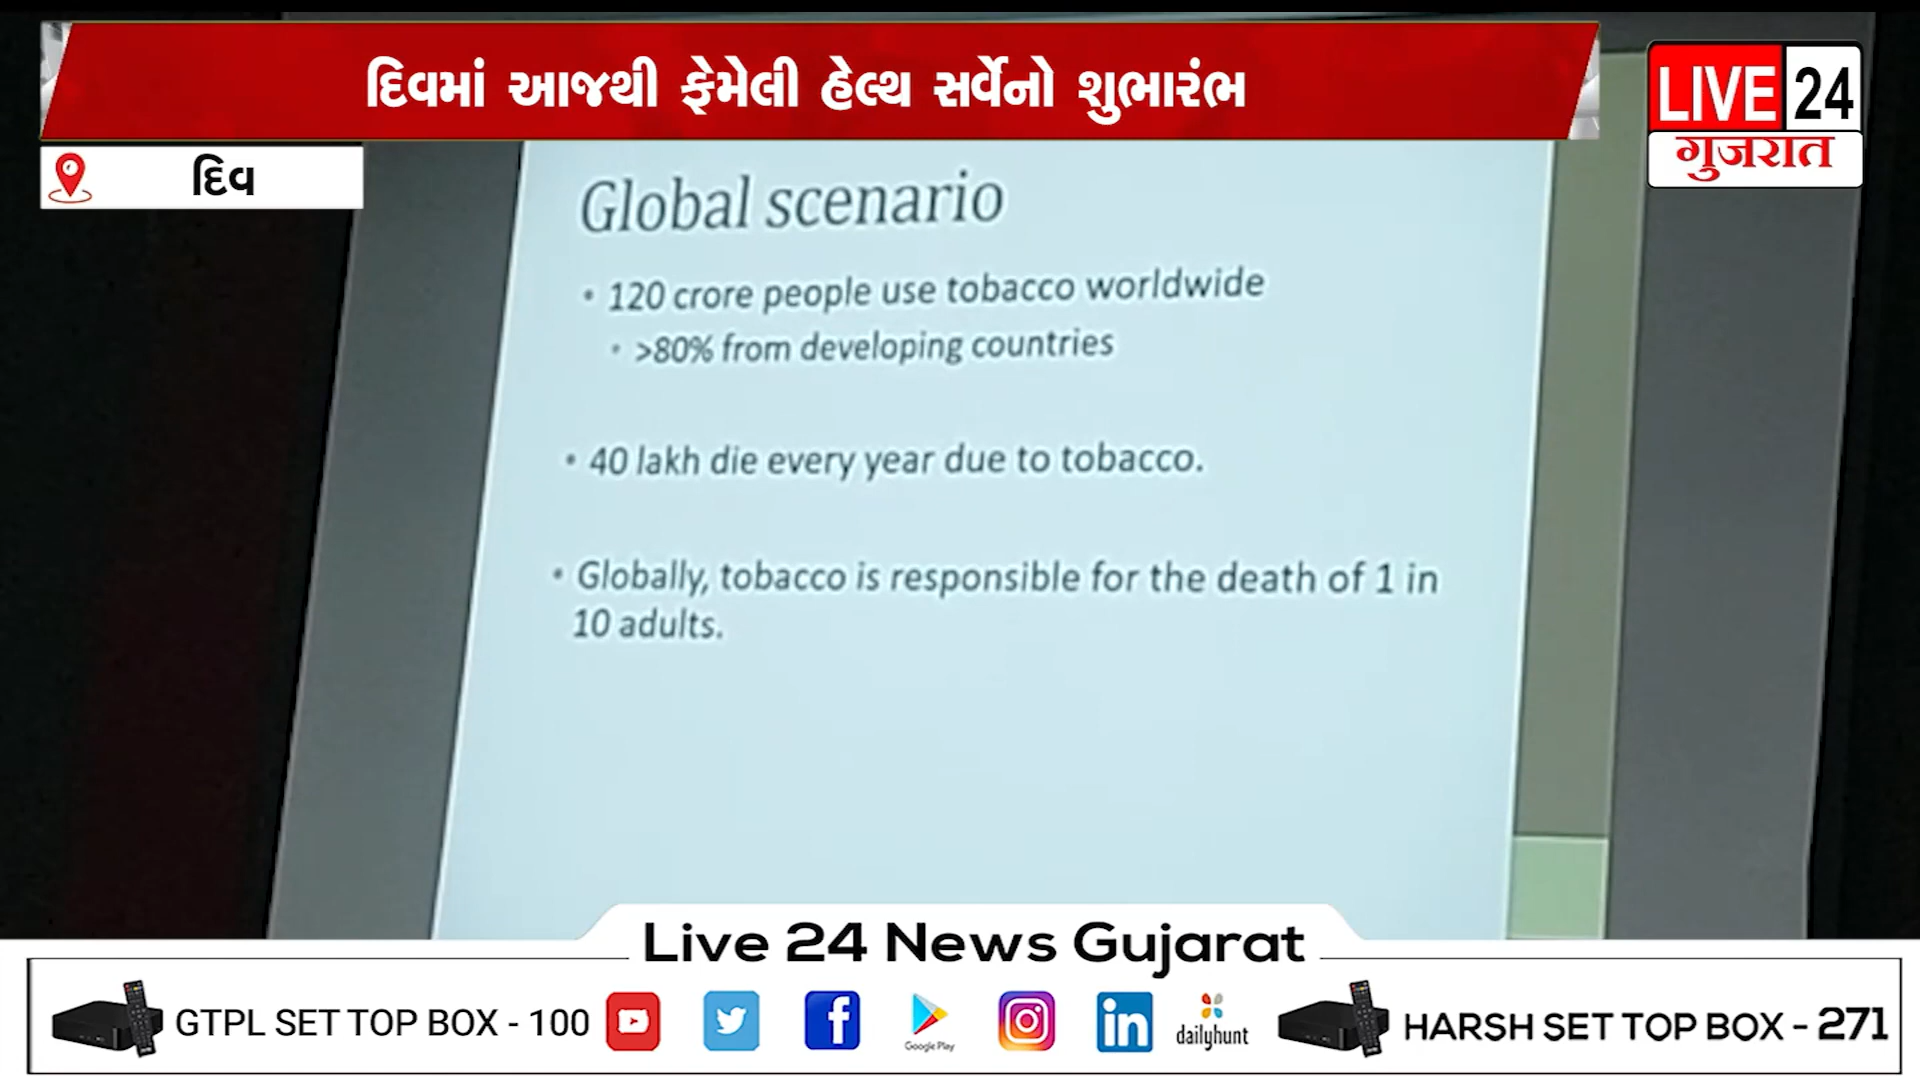 દિવમાં આજથી ફેમેલી હેલ્થ સર્વેનો શુભારંભ
LIVE 24
गुजरात
દિવ
Global scenario
• 120 crore people use tobacco worldwide
• >80% from developing countries
• 40 lakh die every year due to tobacco.
• Globally, tobacco is responsible for the death of 1 in
10 adults.
Live 24 News Gujarat
GTPL SET TOP BOX - 100
Google Play
dailyhunt
HARSH SET TOP BOX - 271